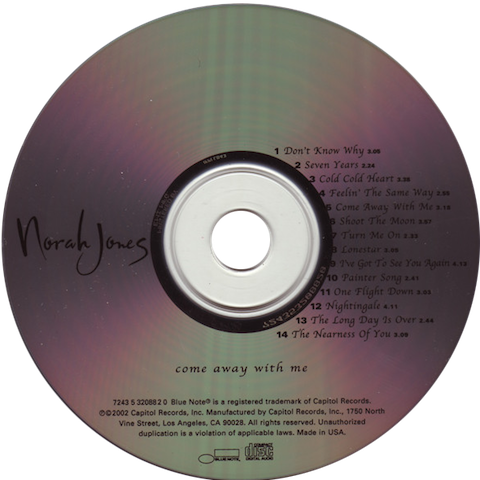 1 Don't Know Why 3.05
2 Seven Years 2.24
3 Cold Cold Heart 3.38
4 Feelin' The Same Way 2.55
5 Come Away With Me 3.18
6 Shoot The Moon 3.57
7 Turn Me On 2.33
8 Lonestar 3.05
9 I've Got To See You Again 4.13
10 Painter Song 2.41
11 One Flight Down 3.03
12 Nightingale 4.11
13 The Long Day Is Over 2.44
14 The Nearness Of You 3.09
Norah Jones
come away with me
7243 5 32088 2 0 Blue Note® is a registered trademark of Capitol Records.
℗©2002 Capitol Records, Inc. Manufactured by Capitol Records, Inc., 1750 North
Vine Street, Los Angeles, CA 90028. All rights reserved. Unauthorized
duplication is a violation of applicable laws. Made in USA.
BLUE NOTE
COMPACT
disc
DIGITAL AUDIO